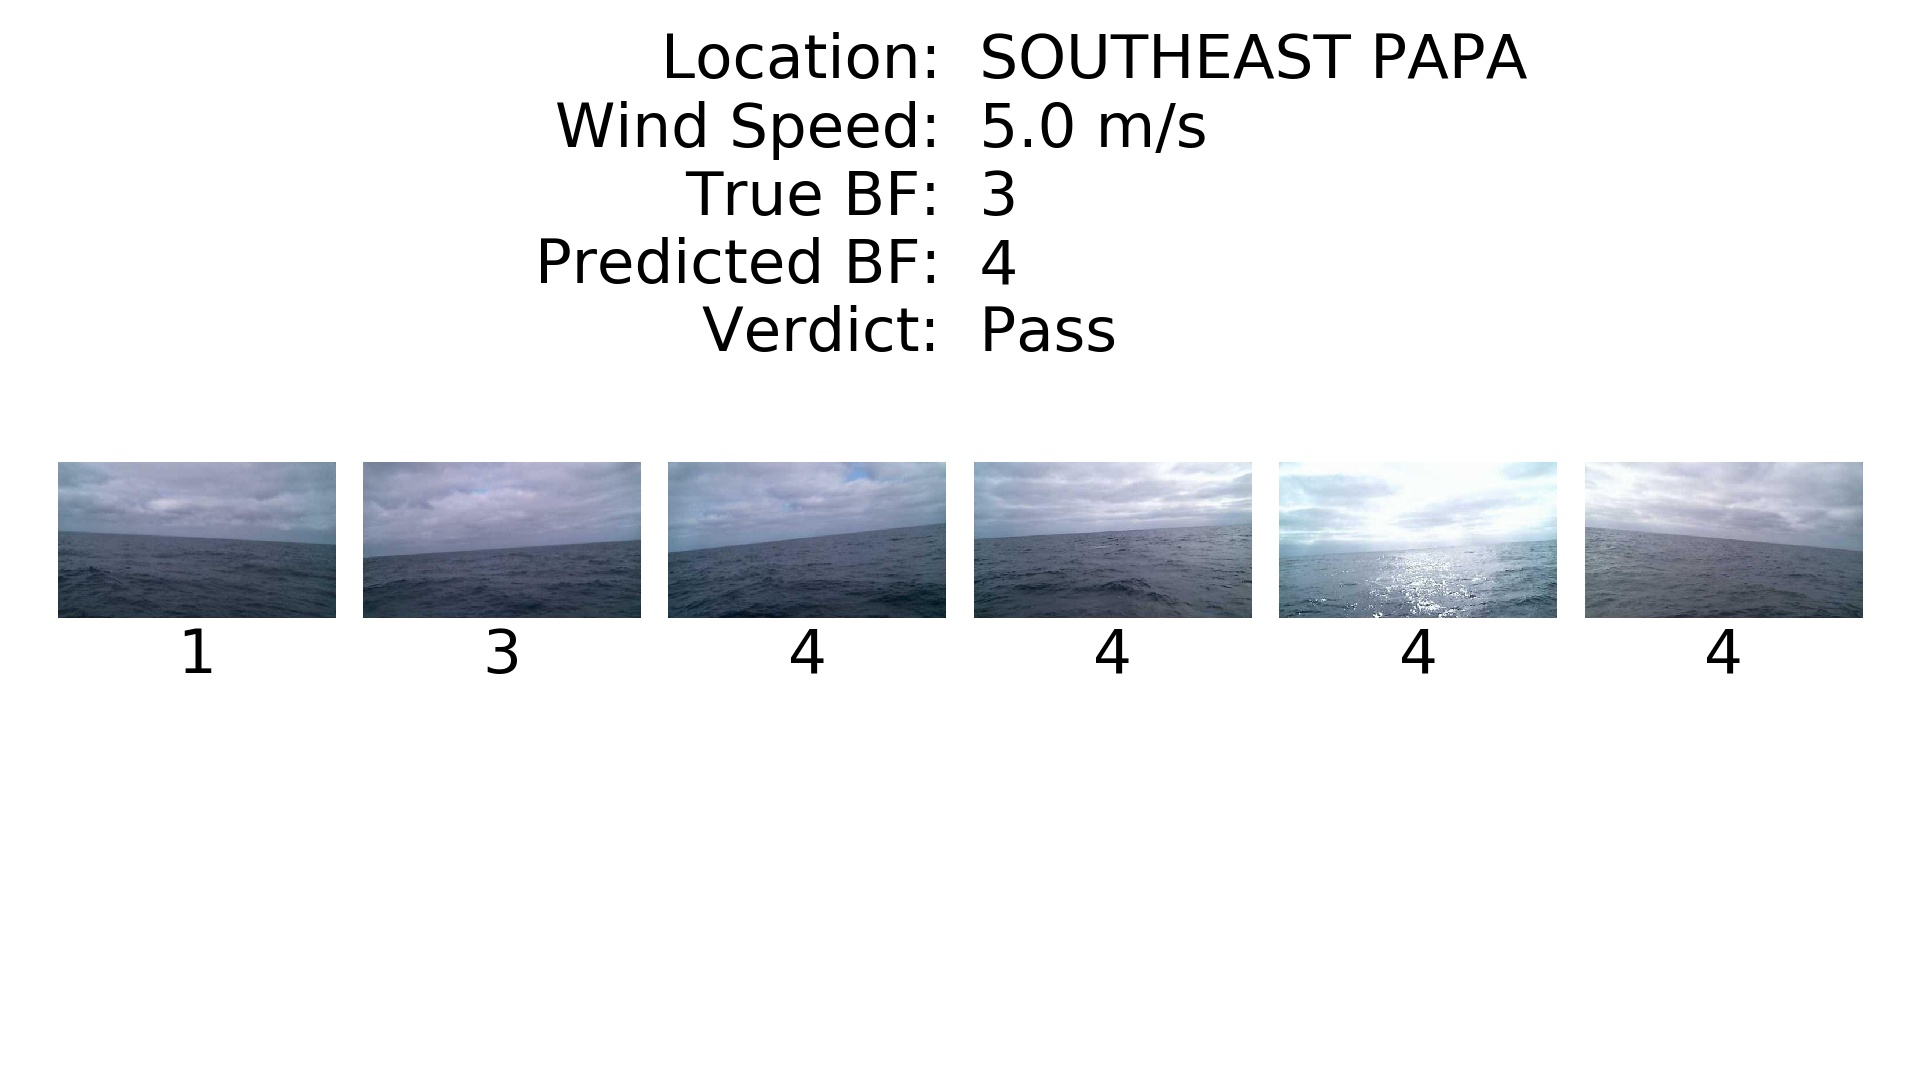 Location: SOUTHEAST PAPA
Wind Speed: 5.0 m/s
True BF: 3
Predicted BF: 4
Verdict: Pass
1 3 4 4 4 4